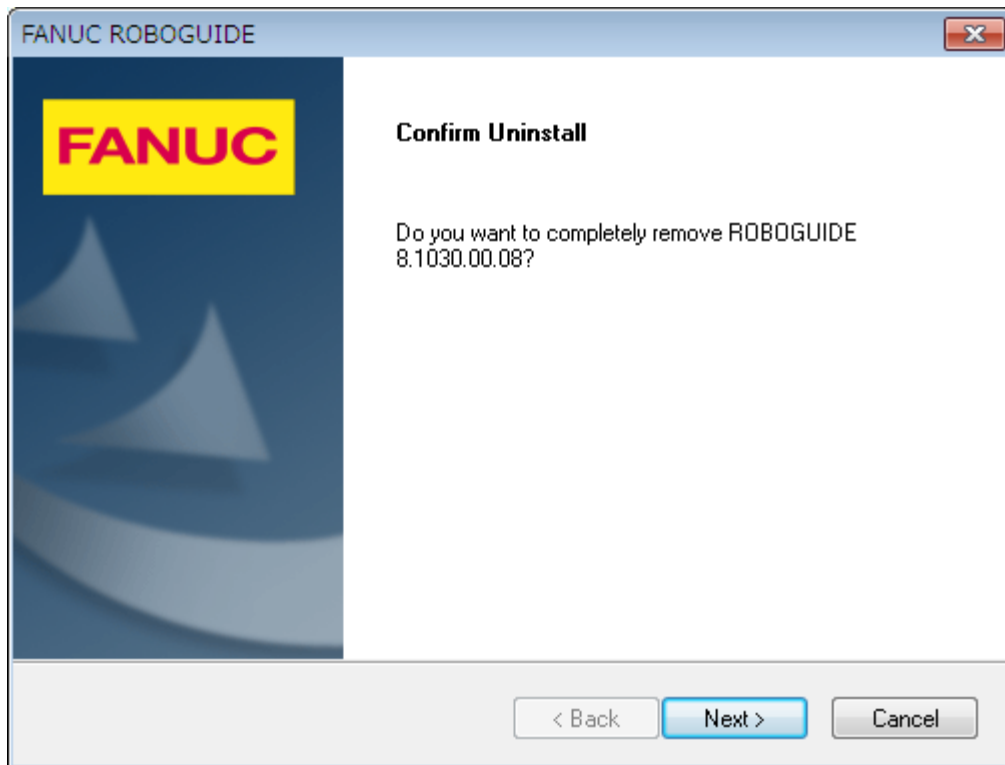 FANUC ROBOGUIDE
FANUC
Confirm Uninstall
Do you want to completely remove ROBOGUIDE
8.1030.00.08?
< Back
Next >
Cancel